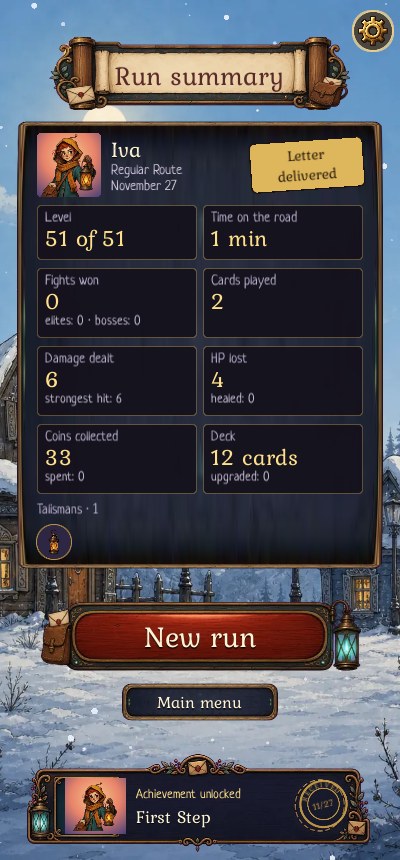 Run summary
Iva
Regular Route
November 27
Letter
delivered
Level
51 of 51
Time on the road
1 min
Fights won
0
elites: 0 · bosses: 0
Cards played
2
Damage dealt
6
strongest hit: 6
HP lost
4
healed: 0
Coins collected
33
spent: 0
Deck
12 cards
upgraded: 0
Talismans · 1
New run
Main menu
Achievement unlocked
First Step
11/27